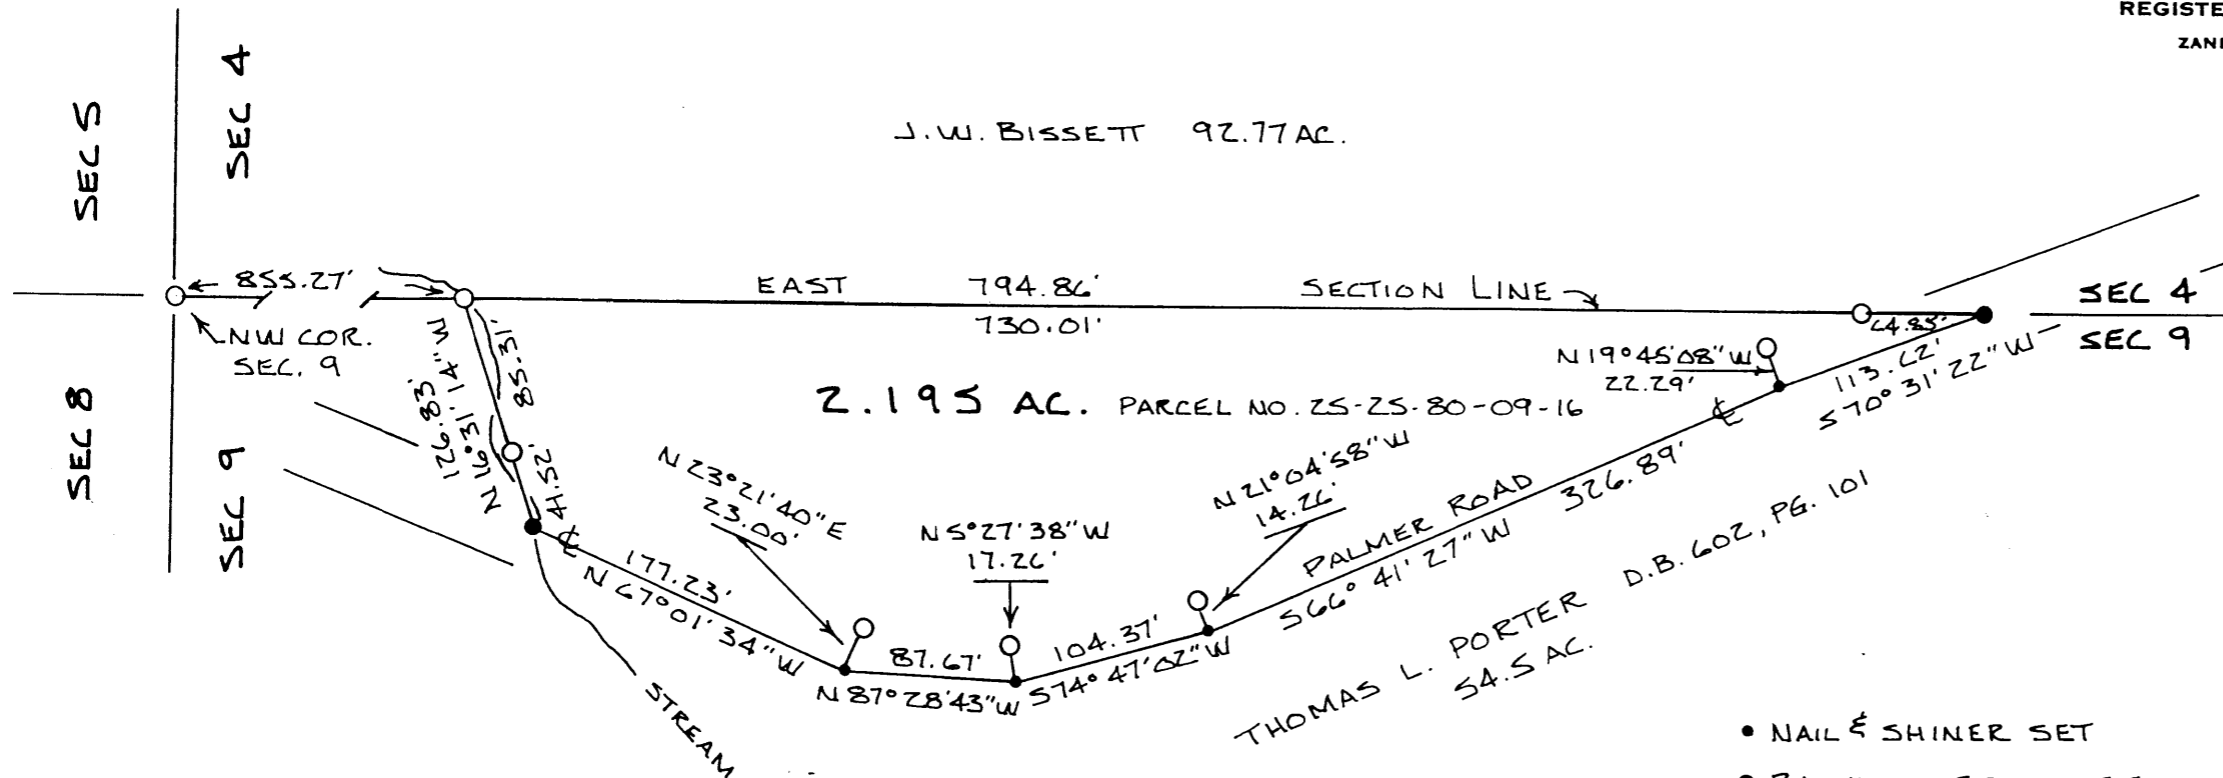 REGISTE
ZAN
SEC 5
SEC 4
J.W. BISSETT 92.77 AC.
855.27'
EAST 794.86' SECTION LINE
730.01'
64.85'
SEC 4
SEC 9
NW COR.
SEC. 9
N 16° 31' 14" W
126.83'
85.31'
41.52'
N 19° 45' 08" W
22.29'
113.62'
S 70° 31' 22" W
2.195 AC. PARCEL NO. 25-25-80-09-16
SEC 8
SEC 9
N 23° 21' 40" E
23.00'
N 5° 27' 38" W
17.26'
N 21° 04' 58" W
14.26'
PALMER ROAD 326.89'
S 66° 41' 27" W
177.23'
N 67° 01' 34" W
87.67'
N 87° 28' 43" W
104.37'
S 74° 47' 02" W
THOMAS L. PORTER D.B. 602, PG. 101
54.5 AC.
STREAM
NAIL & SHINER SET